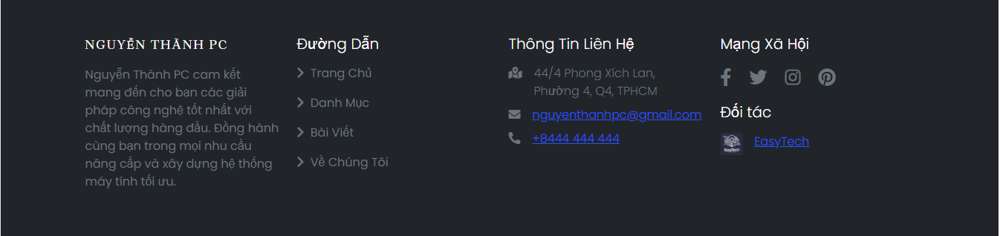 NGUYỄN THÀNH PC
Nguyễn Thành PC cam kết
mang đến cho bạn các giải
pháp công nghệ tốt nhất với
chất lượng hàng đầu. Đồng hành
cùng bạn trong mọi nhu cầu
nâng cấp và xây dựng hệ thống
máy tính tối ưu.
Đường Dẫn
Trang Chủ
Danh Mục
Bài Viết
Về Chúng Tôi
Thông Tin Liên Hệ
44/4 Phong Xích Lan,
Phường 4, Q4, TPHCM
nguyenthanhpc@gmail.com
+8444 444 444
Mạng Xã Hội
Đối tác
EasyTech
EasyTech